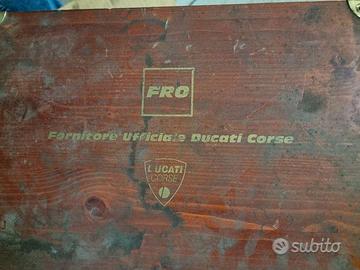 FRO
Fornitore Ufficiale Ducati Corse
DUCATI
CORSE
subito